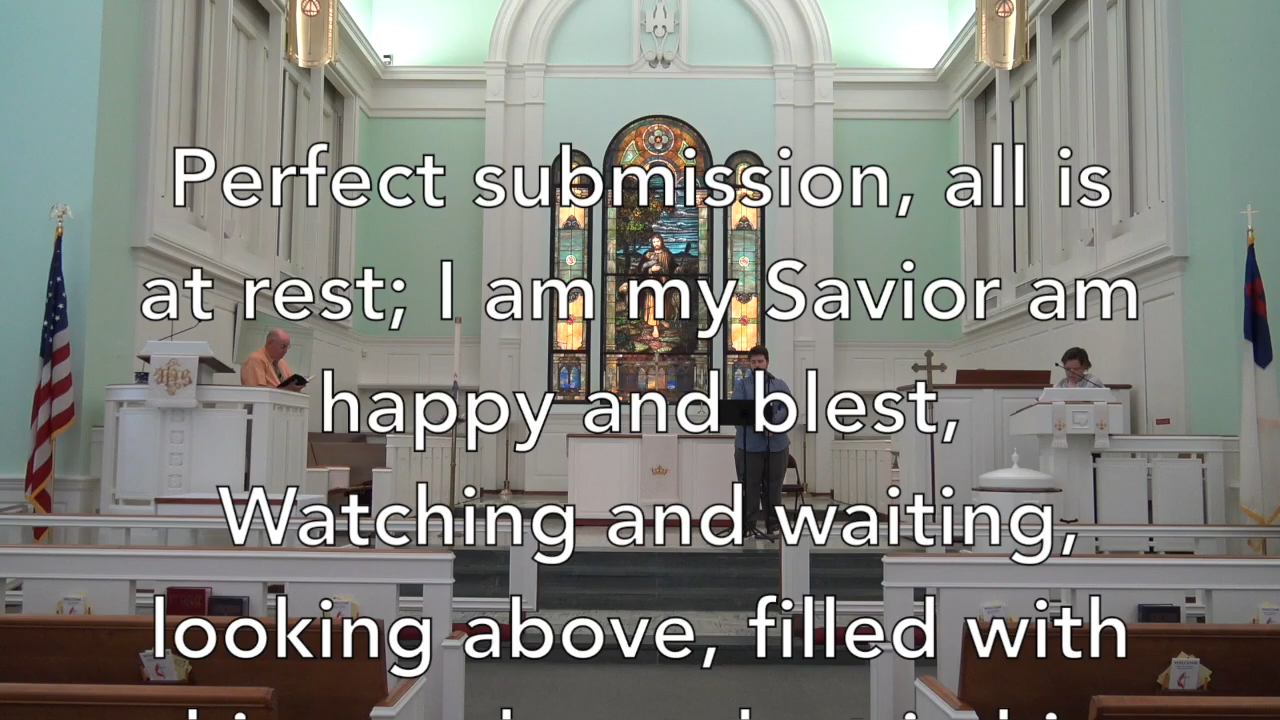 Perfect submission, all is
at rest; I am my Savior am
happy and blest,
Watching and waiting,
looking above, filled with
WELCOME